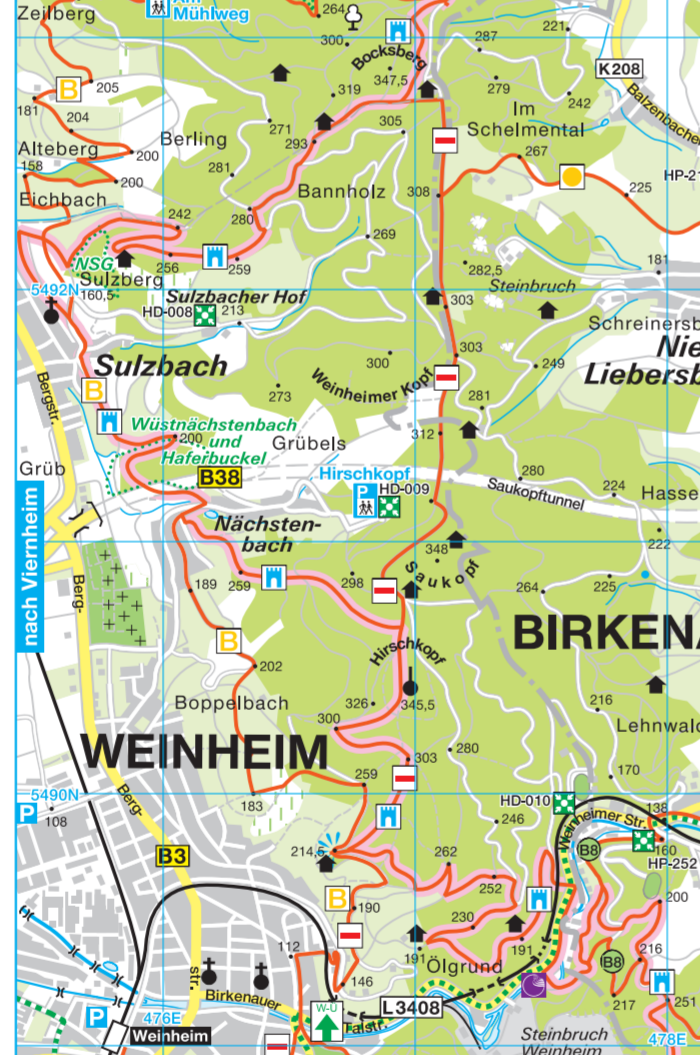 Zeilberg
Am
Mühlweg
264
300
Bocksberg
347,5
287
221
K208
279
242
Balzenbacher
B
205
181
204
319
271
293
305
Im
Schelmental
267
Alteberg
200
Berling
158
200
281
Bannholz
308
HP-21
225
Eichbach
242
280
269
NSG
Sulzberg
256
259
282,5
181
5492N
160,5
Sulzbacher Hof
HD-008
213
Steinbruch
303
Schreinersb
Nie
Liebersb
Sulzbach
300
303
249
Weinheimer Kopf
273
281
B
Bergstr.
Wüstnächstenbach
und
Haferbuckel
200
Grübels
312
Grüb
B38
Hirschkopf
P
HD-009
280
Saukopftunnel
224
Hasse
nach Viernheim
Nächsten-
bach
222
348
Saukopf
189
259
298
264
225
Berg-
B
BIRKENA
202
Hirschkopf
Boppelbach
326
345,5
216
300
Lehnwald
WEINHEIM
303
280
259
170
5490N
183
P
108
Berg-
HD-010
138
Weinheimer Str.
246
B3
214,5
B8
160
HP-252
262
252
B
190
200
230
112
191
191
Ölgrund
B8
216
146
str.
Birkenauer
W-Ü
L3408
217
251
P
476E
Weinheim
Talstr.
Steinbruch
Weinheim
478E